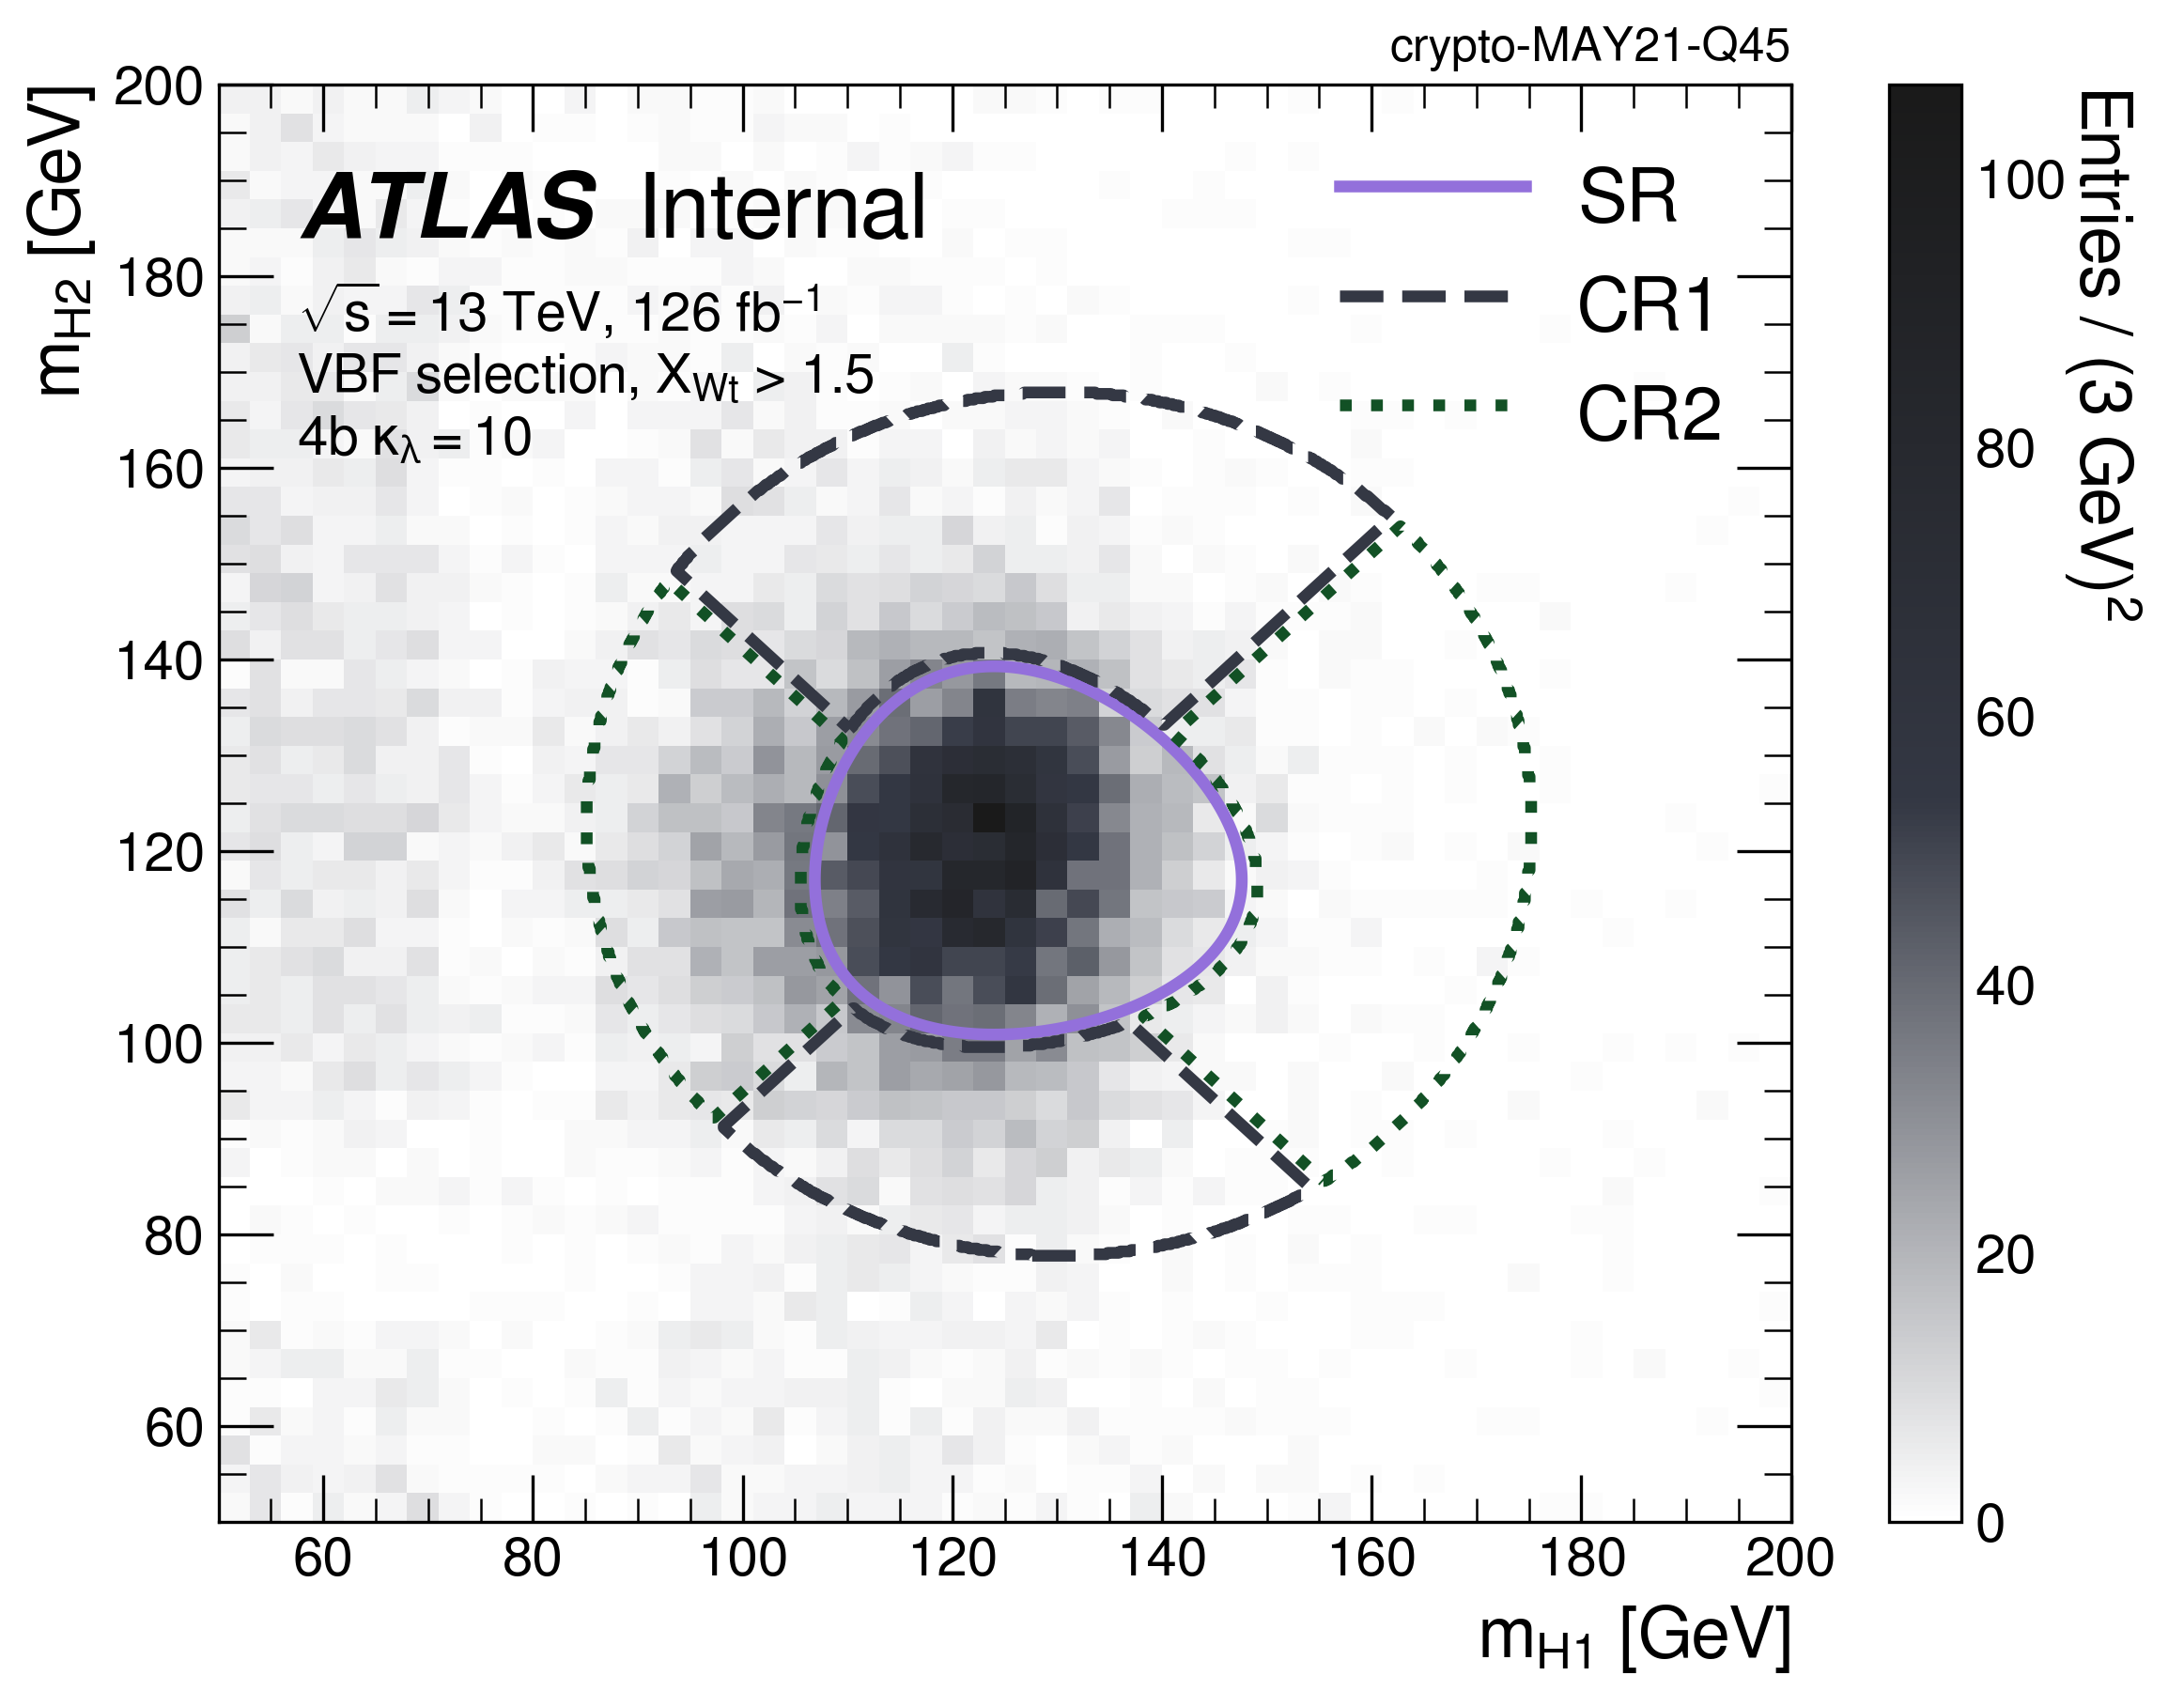 crypto-MAY21-Q45
ATLAS Internal
√s = 13 TeV, 126 fb⁻¹
VBF selection, X_Wt > 1.5
4b κ_λ = 10
SR
CR1
CR2
m_H2 [GeV]
200
180
160
140
120
100
80
60
60 80 100 120 140 160 180 200
m_H1 [GeV]
Entries / (3 GeV)²
100
80
60
40
20
0